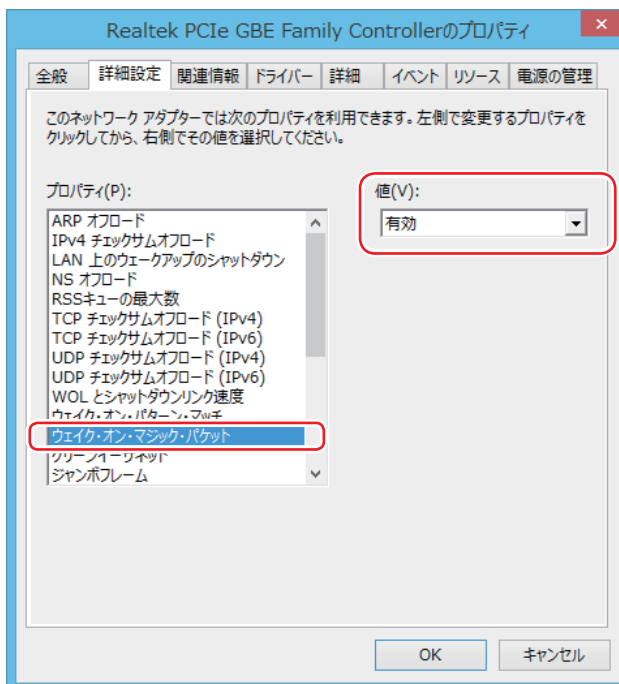 Realtek PCIe GBE Family Controllerのプロパティ
全般 詳細設定 関連情報 ドライバー 詳細 イベント リソース 電源の管理
このネットワーク アダプターでは次のプロパティを利用できます。左側で変更するプロパティを
クリックしてから、右側でその値を選択してください。
プロパティ(P):
ARP オフロード
IPv4 チェックサムオフロード
LAN 上のウェークアップのシャットダウン
NS オフロード
RSSキューの最大数
TCP チェックサムオフロード (IPv4)
TCP チェックサムオフロード (IPv6)
UDP チェックサムオフロード (IPv4)
UDP チェックサムオフロード (IPv6)
WOL とシャットダウンリンク速度
ウェイク・オン・パターン・マッチ
ウェイク・オン・マジック・パケット
グリーンイーサネット
ジャンボフレーム
値(V):
有効
OK キャンセル